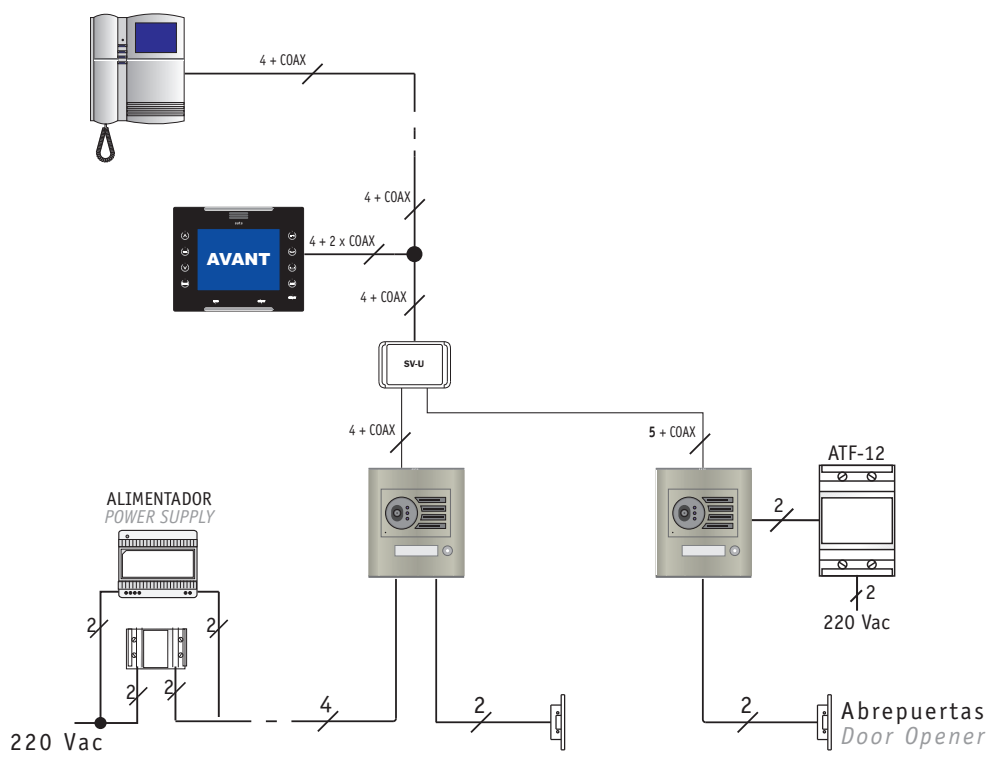 4 + COAX
4 + COAX
4 + 2 x COAX
AVANT
4 + COAX
SV-U
4 + COAX
5 + COAX
ATF-12
ALIMENTADOR
POWER SUPPLY
2
2
220 Vac
2
2
2
2
4
2
2
220 Vac
Abrepuertas
Door Opener